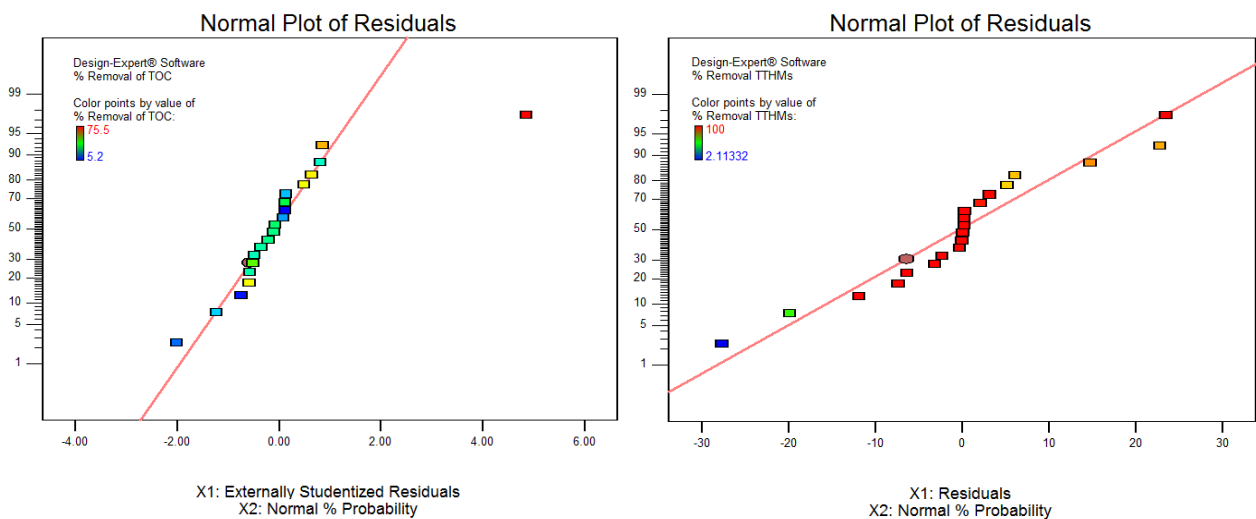 Normal Plot of Residuals
Design-Expert® Software
% Removal of TOC
Color points by value of
% Removal of TOC:
75.5
5.2
99
95
90
80
70
50
30
20
10
5
1
-4.00
-2.00
0.00
2.00
4.00
6.00
X1: Externally Studentized Residuals
X2: Normal % Probability
Normal Plot of Residuals
Design-Expert® Software
% Removal TTHMs
Color points by value of
% Removal TTHMs:
100
2.11332
99
95
90
80
70
50
30
20
10
5
1
-30
-20
-10
0
10
20
30
X1: Residuals
X2: Normal % Probability